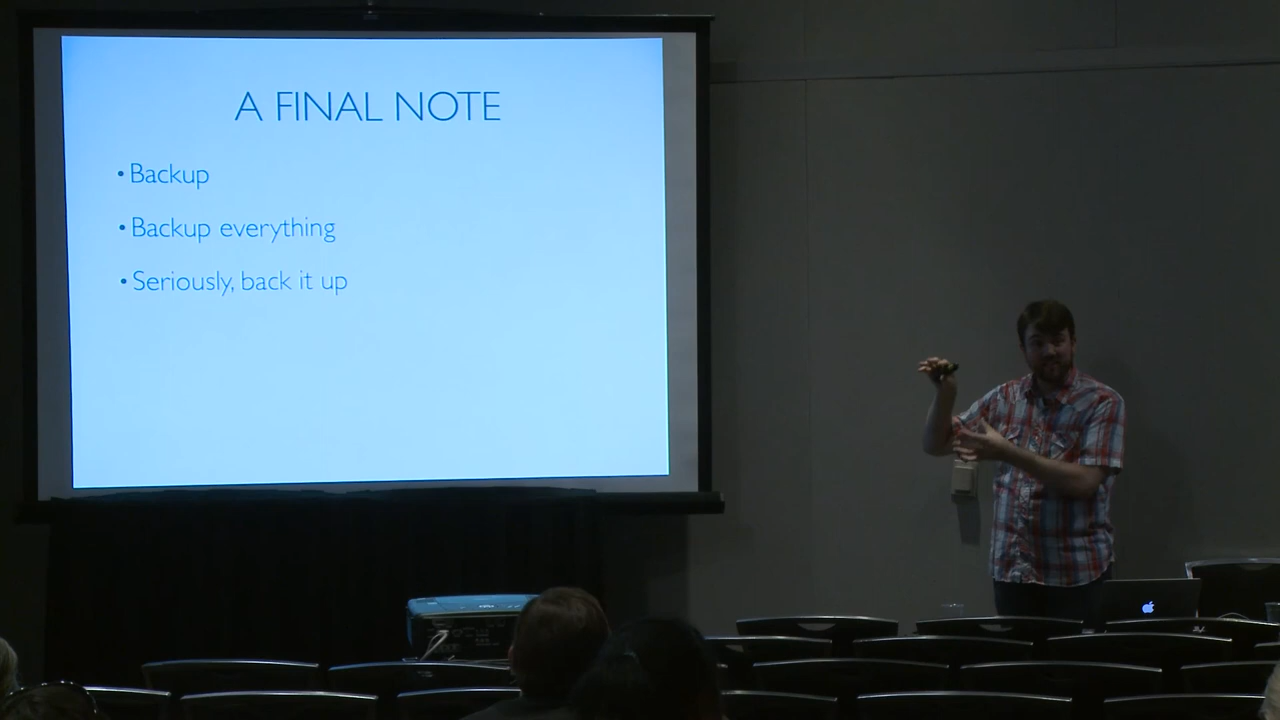 A FINAL NOTE
• Backup
• Backup everything
• Seriously, back it up